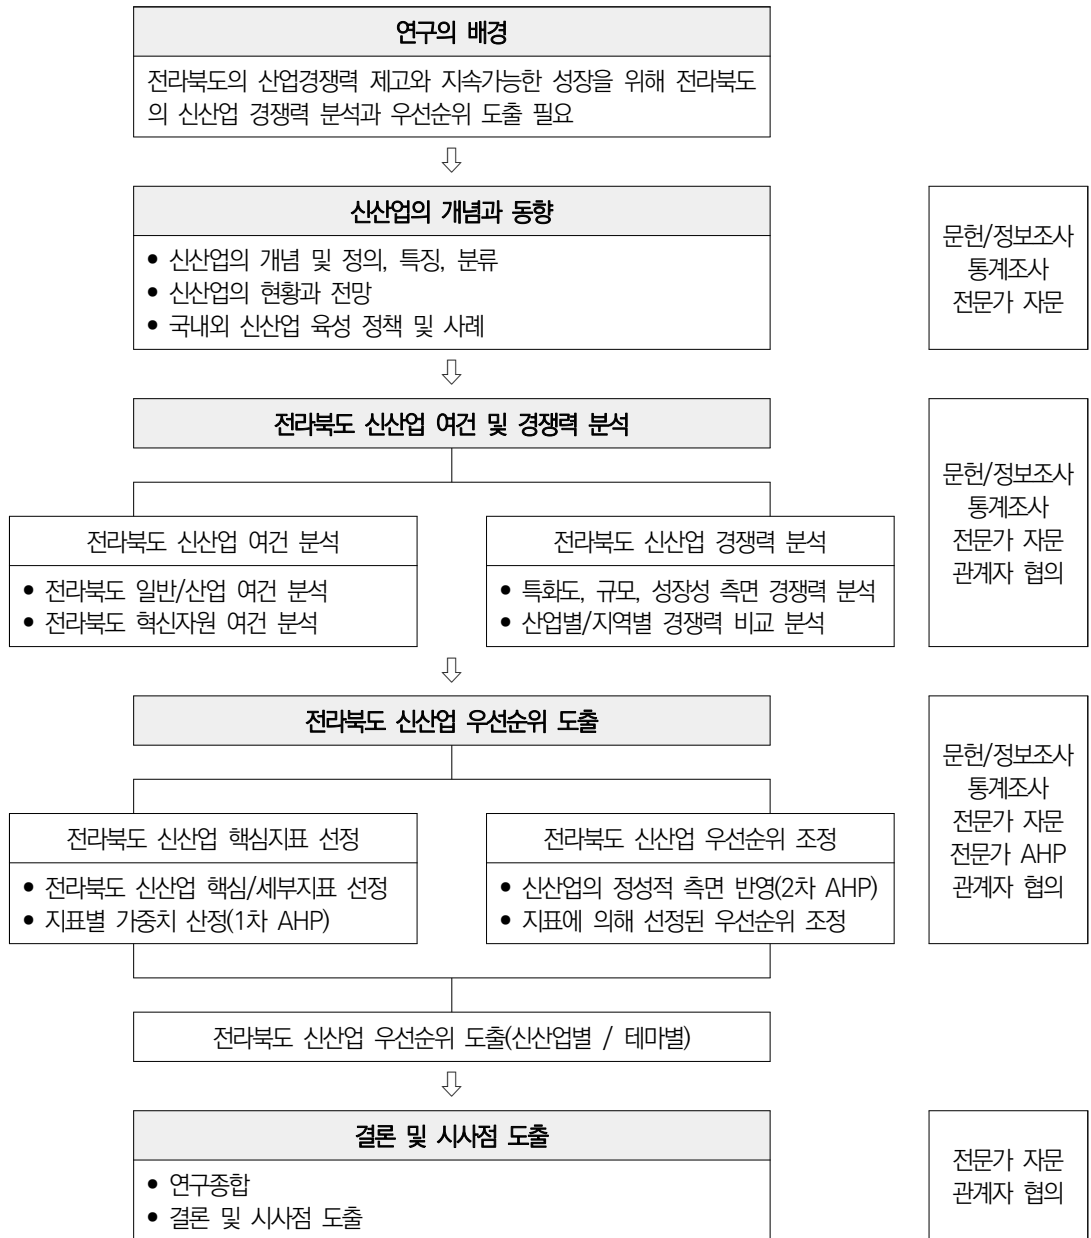 연구의 배경
전라북도의 산업경쟁력 제고와 지속가능한 성장을 위해 전라북도
의 신산업 경쟁력 분석과 우선순위 도출 필요
신산업의 개념과 동향
• 신산업의 개념 및 정의, 특징, 분류
• 신산업의 현황과 전망
• 국내외 신산업 육성 정책 및 사례
문헌/정보조사
통계조사
전문가 자문
전라북도 신산업 여건 및 경쟁력 분석
전라북도 신산업 여건 분석
• 전라북도 일반/산업 여건 분석
• 전라북도 혁신자원 여건 분석
전라북도 신산업 경쟁력 분석
• 특화도, 규모, 성장성 측면 경쟁력 분석
• 산업별/지역별 경쟁력 비교 분석
문헌/정보조사
통계조사
전문가 자문
관계자 협의
전라북도 신산업 우선순위 도출
전라북도 신산업 핵심지표 선정
• 전라북도 신산업 핵심/세부지표 선정
• 지표별 가중치 산정(1차 AHP)
전라북도 신산업 우선순위 조정
• 신산업의 정성적 측면 반영(2차 AHP)
• 지표에 의해 선정된 우선순위 조정
문헌/정보조사
통계조사
전문가 자문
전문가 AHP
관계자 협의
전라북도 신산업 우선순위 도출(신산업별 / 테마별)
결론 및 시사점 도출
• 연구종합
• 결론 및 시사점 도출
전문가 자문
관계자 협의